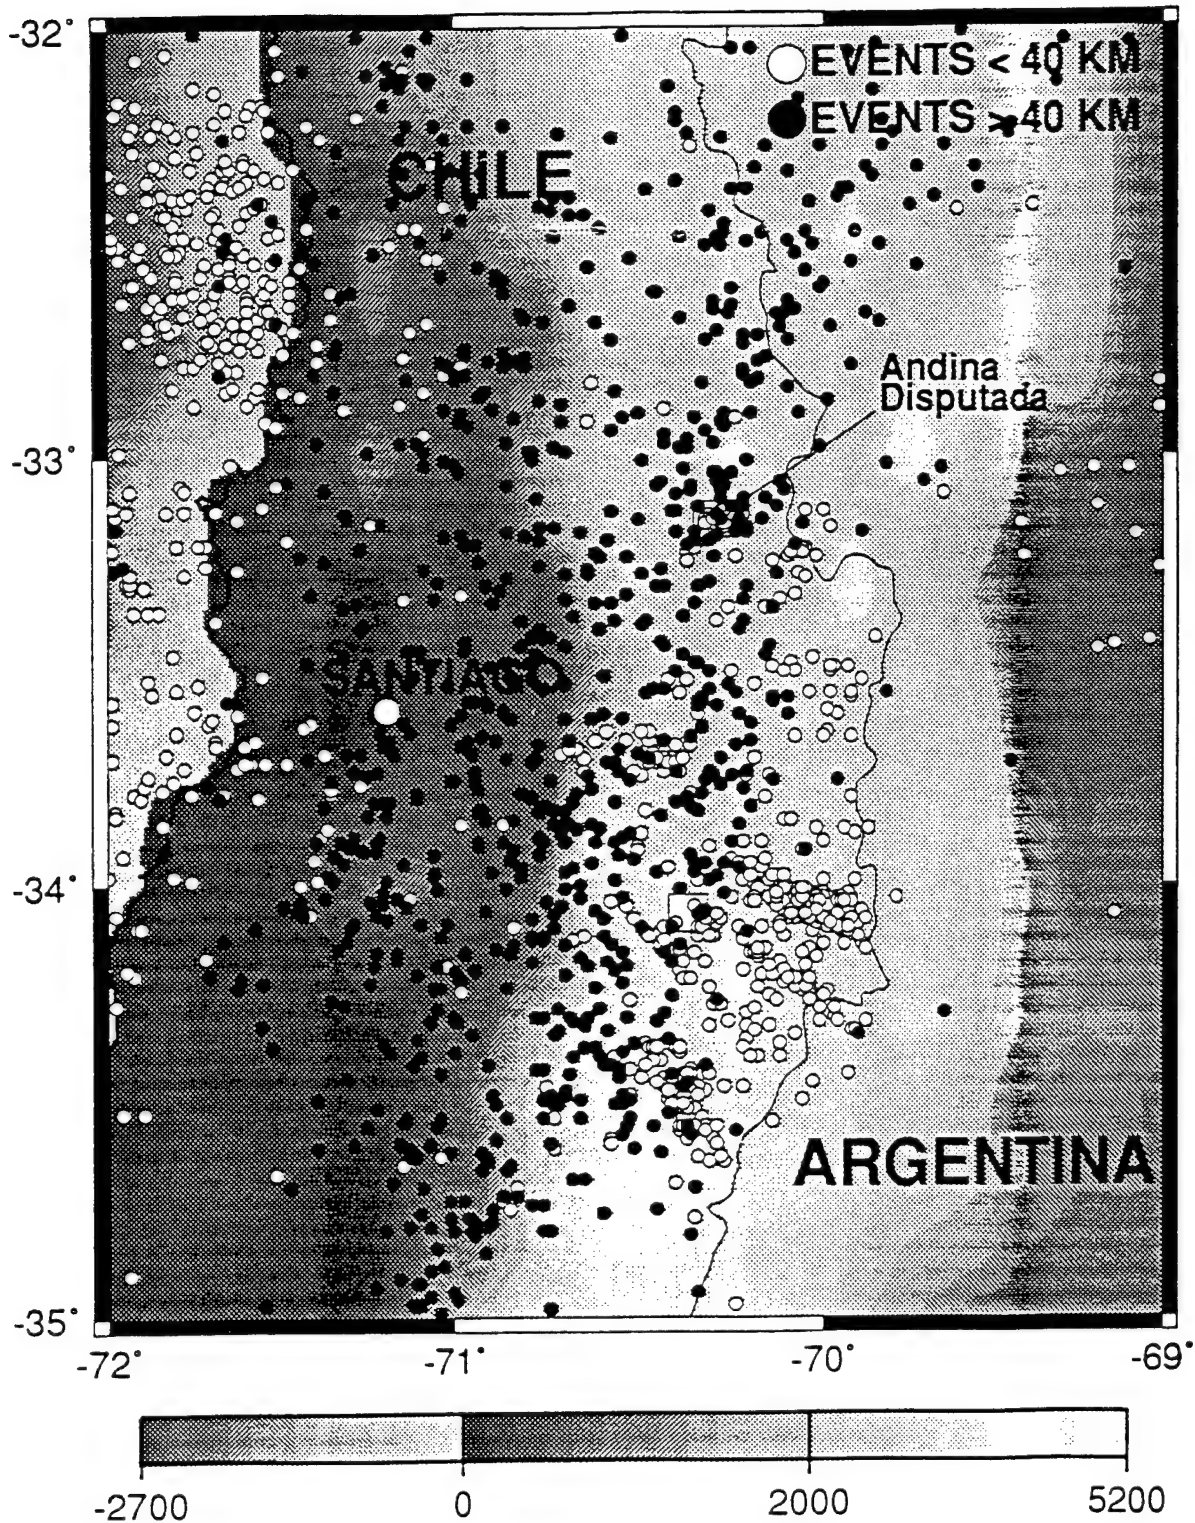 -32°
EVENTS < 40 KM
EVENTS > 40 KM
CHILE
Andina
Disputada
-33°
SANTIAGO
-34°
ARGENTINA
-35°
-72°
-71°
-70°
-69°
-2700
0
2000
5200